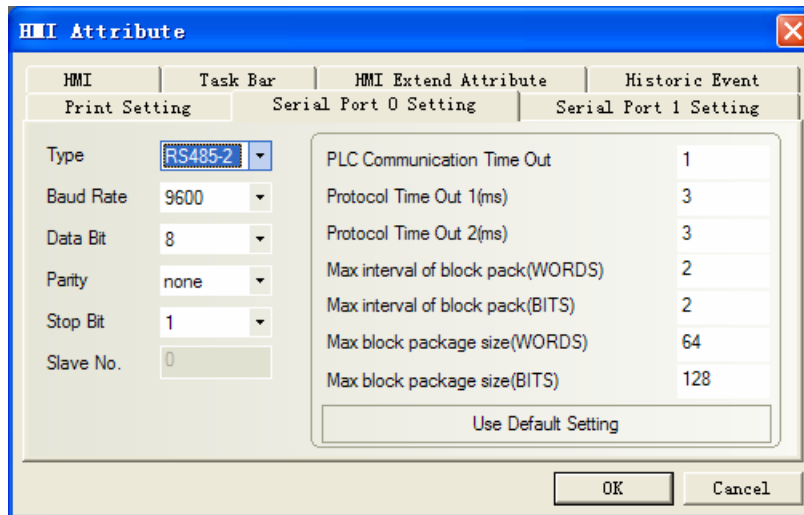 HMI Attribute
HMI Task Bar HMI Extend Attribute Historic Event
Print Setting Serial Port 0 Setting Serial Port 1 Setting
Type RS485-2
Baud Rate 9600
Data Bit 8
Parity none
Stop Bit 1
Slave No. 0
PLC Communication Time Out 1
Protocol Time Out 1(ms) 3
Protocol Time Out 2(ms) 3
Max interval of block pack(WORDS) 2
Max interval of block pack(BITS) 2
Max block package size(WORDS) 64
Max block package size(BITS) 128
Use Default Setting
OK Cancel